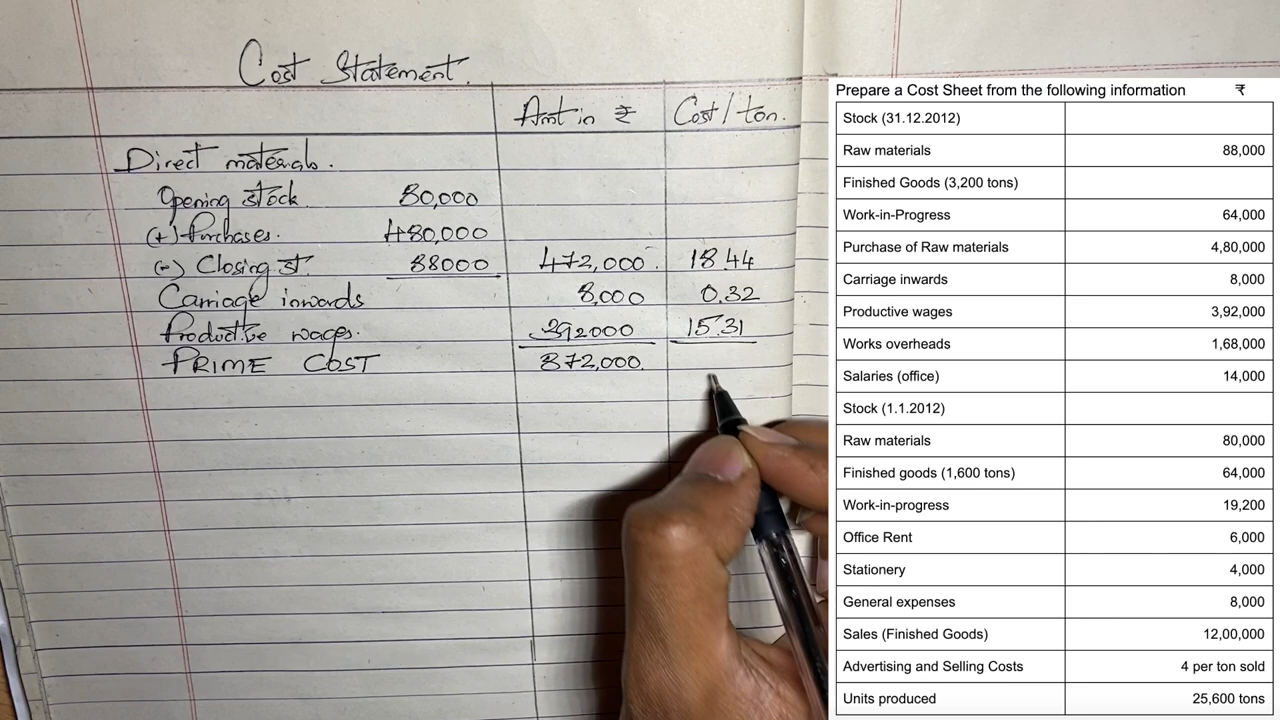 Cost Statement.
Amt in ₹ Cost / ton.
Direct materials.
Opening stock 80,000
(+) Purchases. 480,000
(-) Closing st. 88000 472,000. 18.44
Carriage inwards 8,000 0.32
Productive wages. 392000 15.31
PRIME COST 872,000.
Prepare a Cost Sheet from the following information ₹
Stock (31.12.2012)
Raw materials 88,000
Finished Goods (3,200 tons)
Work-in-Progress 64,000
Purchase of Raw materials 4,80,000
Carriage inwards 8,000
Productive wages 3,92,000
Works overheads 1,68,000
Salaries (office) 14,000
Stock (1.1.2012)
Raw materials 80,000
Finished goods (1,600 tons) 64,000
Work-in-progress 19,200
Office Rent 6,000
Stationery 4,000
General expenses 8,000
Sales (Finished Goods) 12,00,000
Advertising and Selling Costs 4 per ton sold
Units produced 25,600 tons